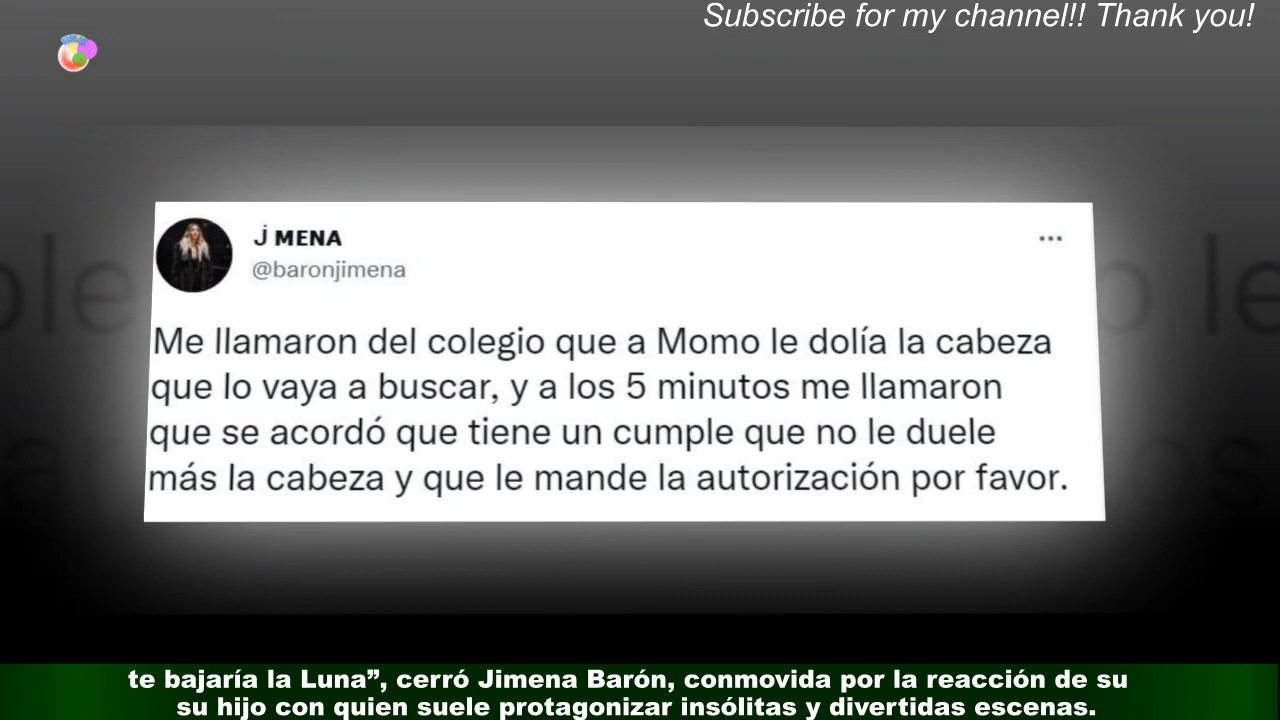 Subscribe for my channel!! Thank you!
J MENA
@baronjimena
Me llamaron del colegio que a Momo le dolía la cabeza
que lo vaya a buscar, y a los 5 minutos me llamaron
que se acordó que tiene un cumple que no le duele
más la cabeza y que le mande la autorización por favor.
te bajaría la Luna”, cerró Jimena Barón, conmovida por la reacción de su
su hijo con quien suele protagonizar insólitas y divertidas escenas.